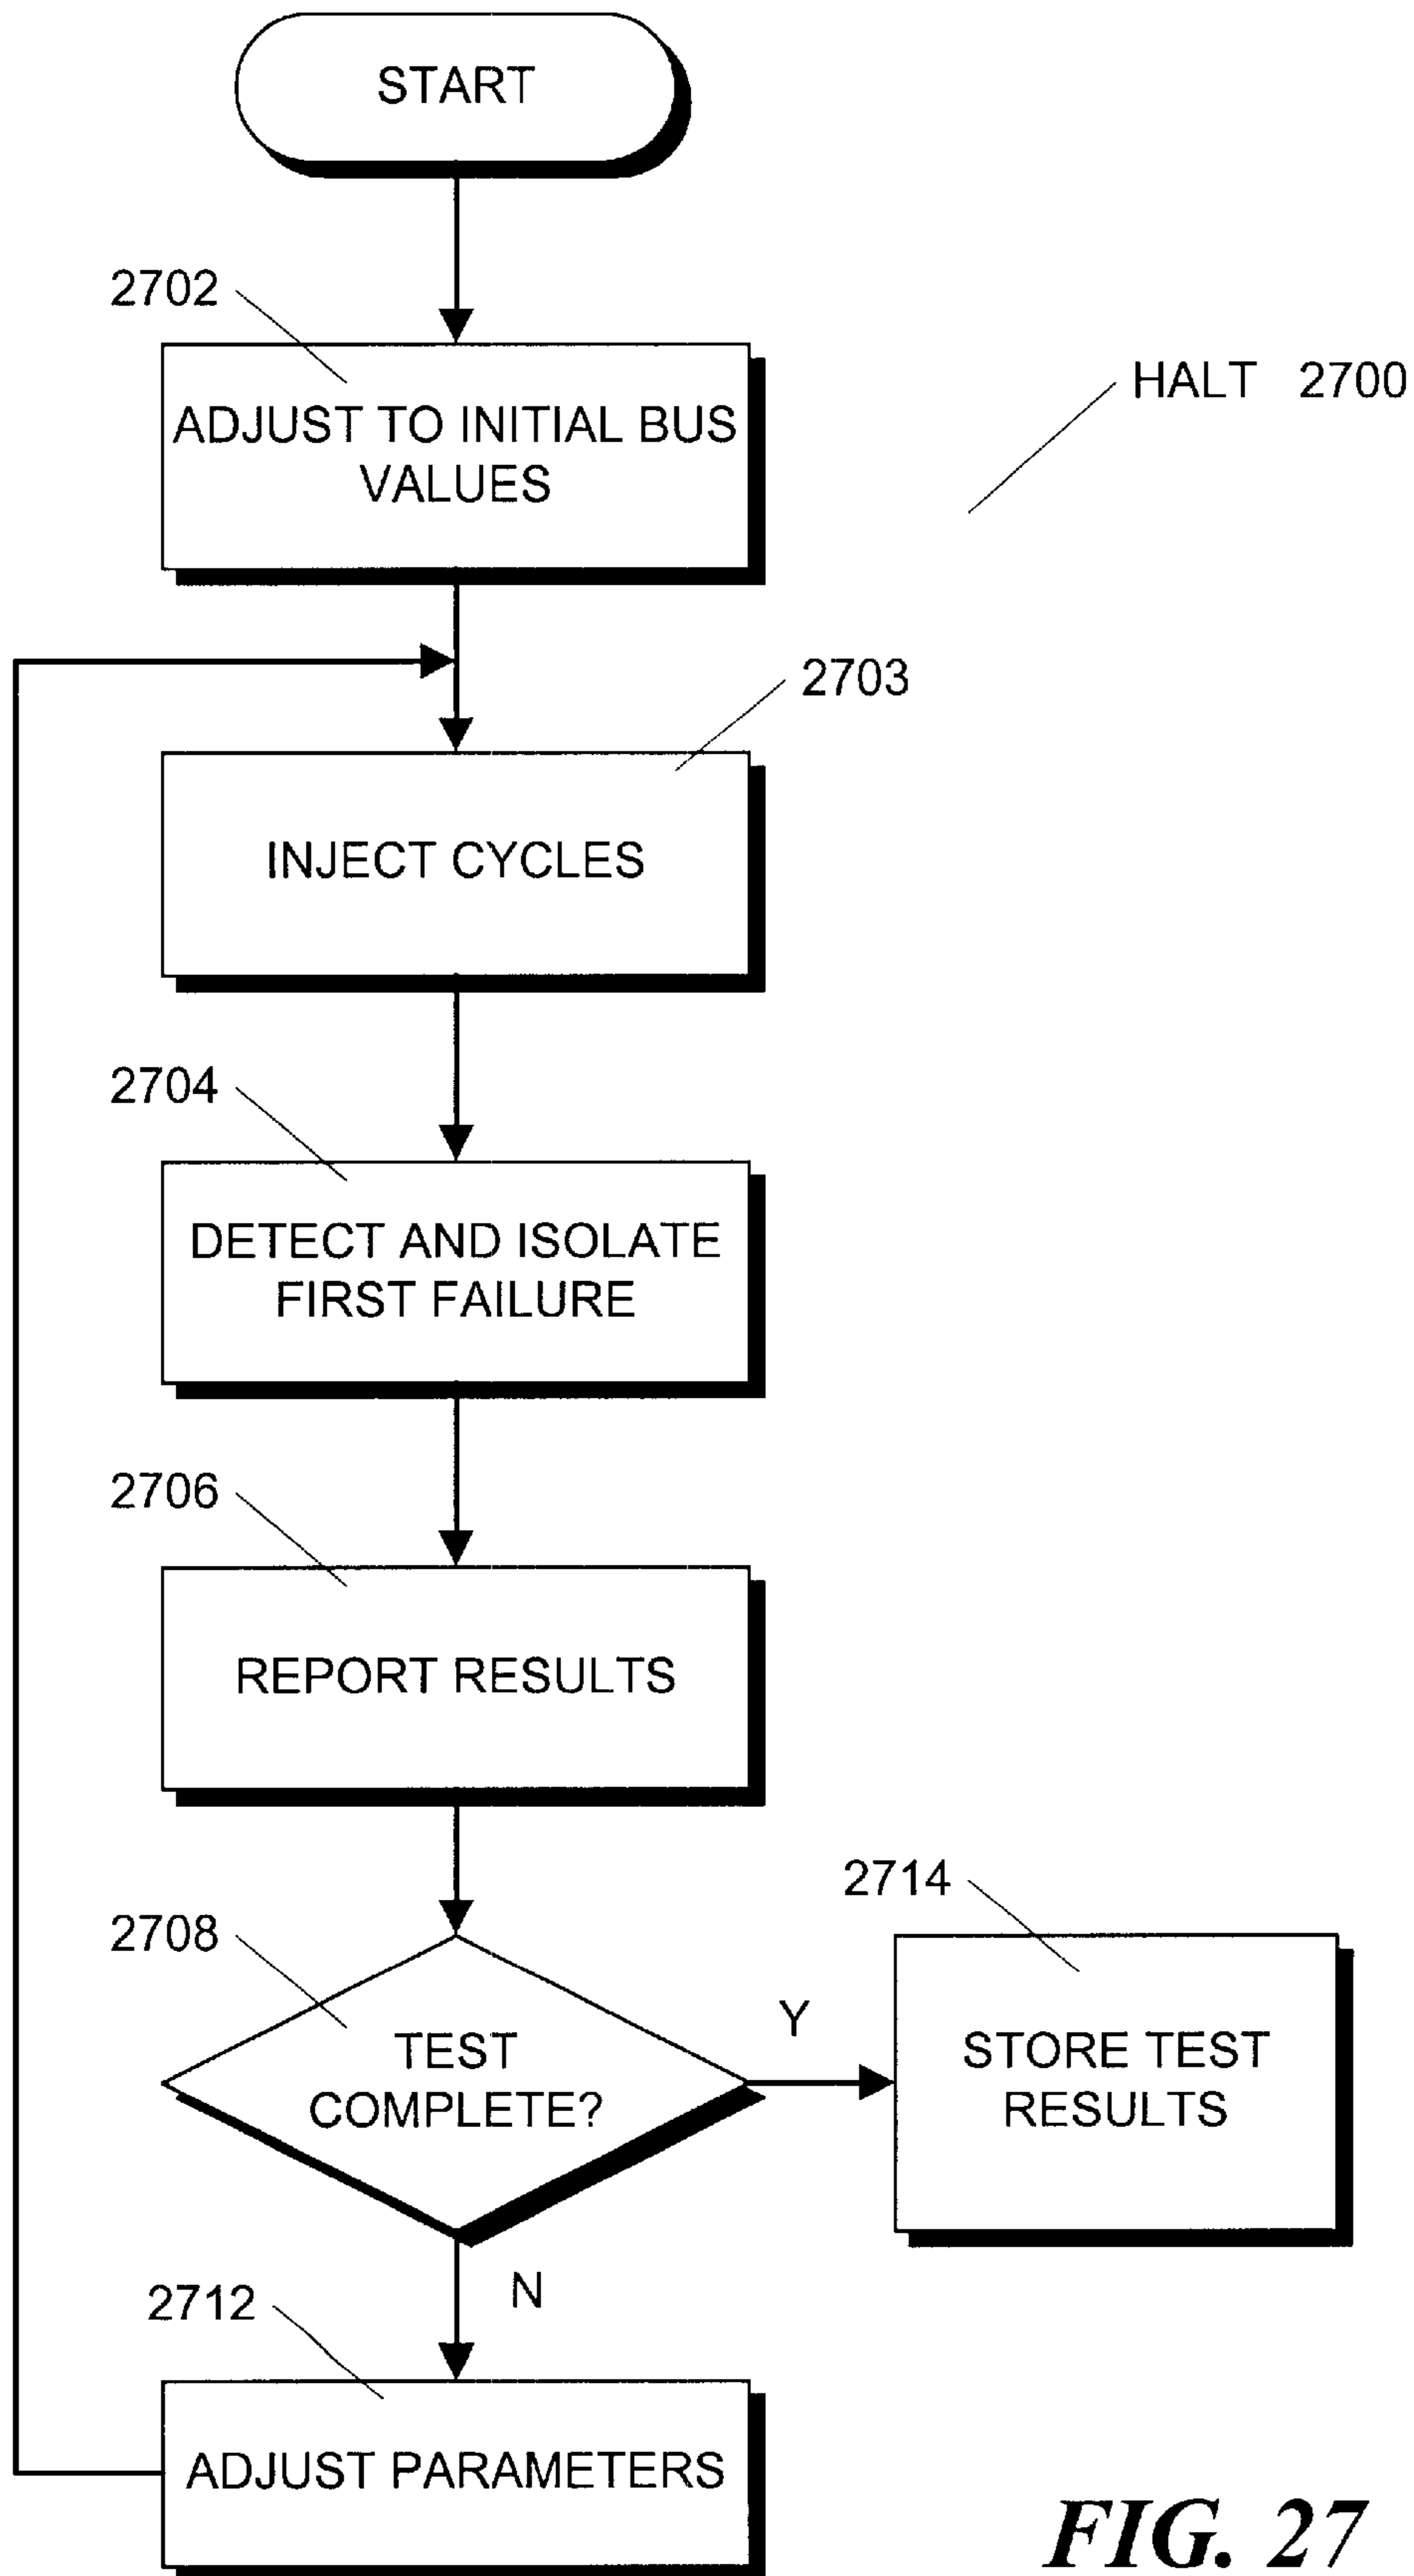 START
2702
HALT 2700
ADJUST TO INITIAL BUS
VALUES
2703
INJECT CYCLES
2704
DETECT AND ISOLATE
FIRST FAILURE
2706
REPORT RESULTS
2714
2708
Y
TEST
COMPLETE?
STORE TEST
RESULTS
N
2712
ADJUST PARAMETERS
FIG. 27